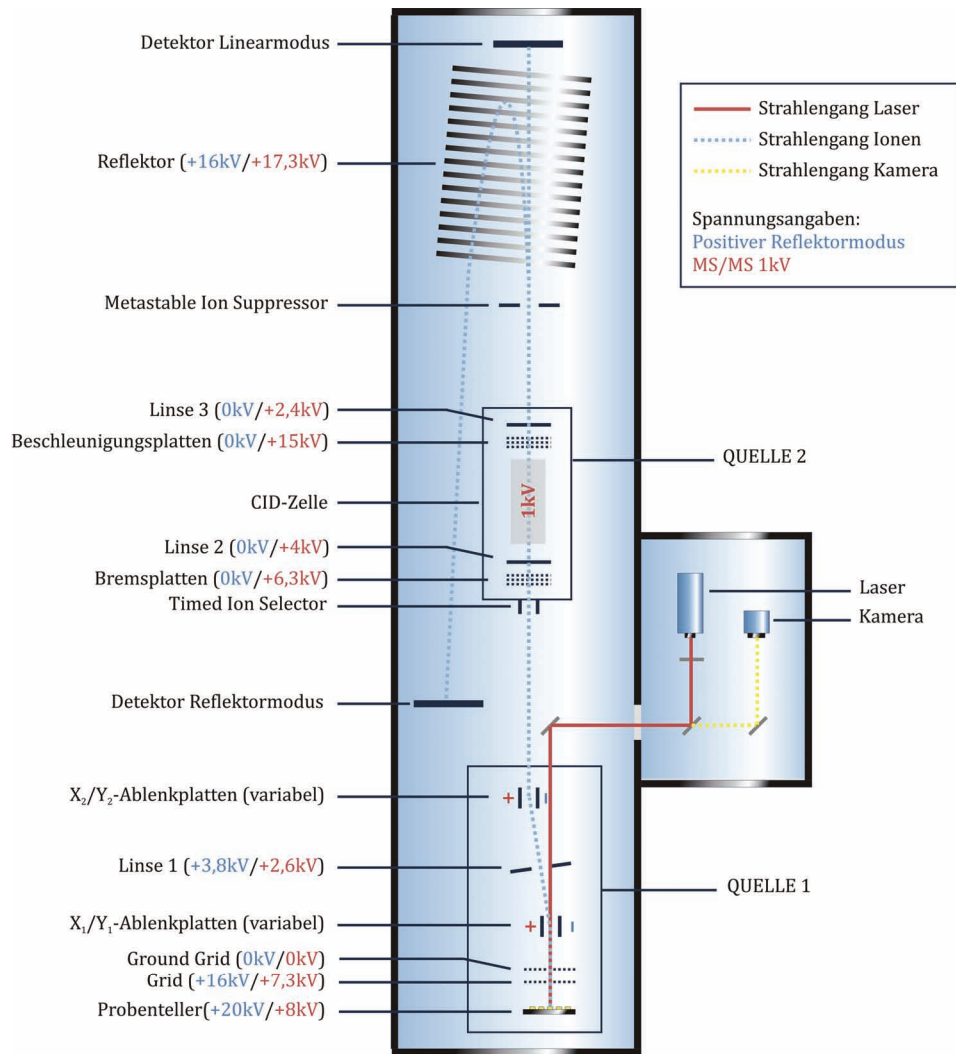 Detektor Linearmodus
Reflektor (+16kV/+17,3kV)
Metastable Ion Suppressor
Linse 3 (0kV/+2,4kV)
Beschleunigungsplatten (0kV/+15kV)
CID-Zelle
Linse 2 (0kV/+4kV)
Bremsplatten (0kV/+6,3kV)
Timed Ion Selector
Detektor Reflektormodus
X₂/Y₂-Ablenkplatten (variabel)
Linse 1 (+3,8kV/+2,6kV)
X₁/Y₁-Ablenkplatten (variabel)
Ground Grid (0kV/0kV)
Grid (+16kV/+7,3kV)
Probenteller(+20kV/+8kV)
1kV
+ –
+ –
QUELLE 2
QUELLE 1
Laser
Kamera
Strahlengang Laser
Strahlengang Ionen
Strahlengang Kamera
Spannungsangaben:
Positiver Reflektormodus
MS/MS 1kV